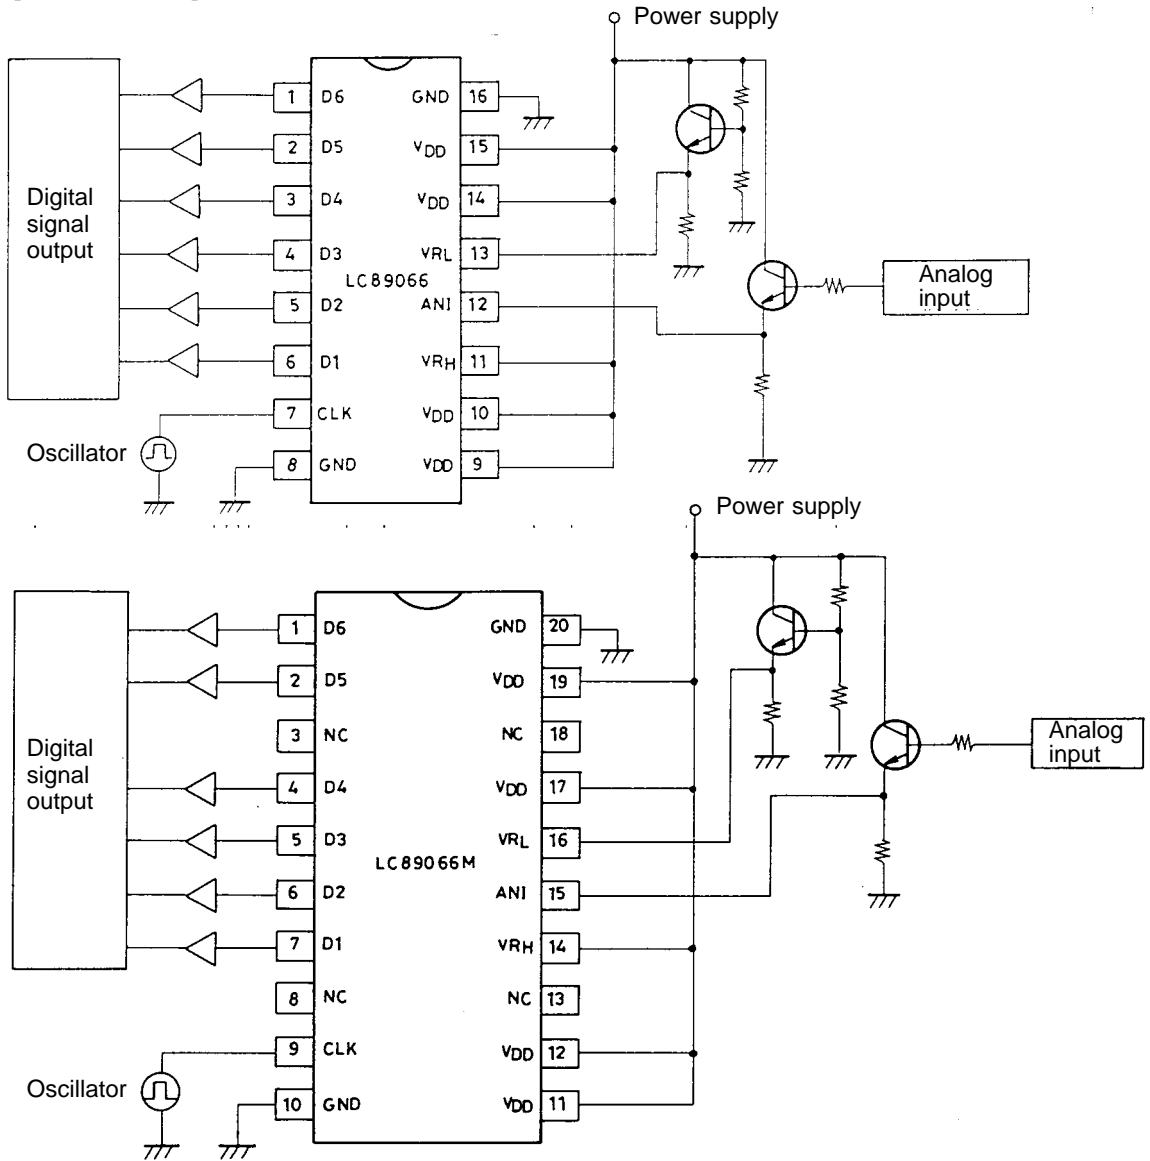 Power supply
1 D6 GND 16
2 D5 VDD 15
Digital
signal
output
3 D4 VDD 14
4 D3 VRL 13
LC89066
Analog
input
5 D2 ANI 12
6 D1 VRH 11
7 CLK VDD 10
Oscillator
8 GND VDD 9
Power supply
1 D6 GND 20
2 D5 VDD 19
3 NC NC 18
Digital
signal
output
Analog
input
4 D4 VDD 17
5 D3 VRL 16
LC89066M
6 D2 ANI 15
7 D1 VRH 14
8 NC NC 13
9 CLK VDD 12
Oscillator
10 GND VDD 11